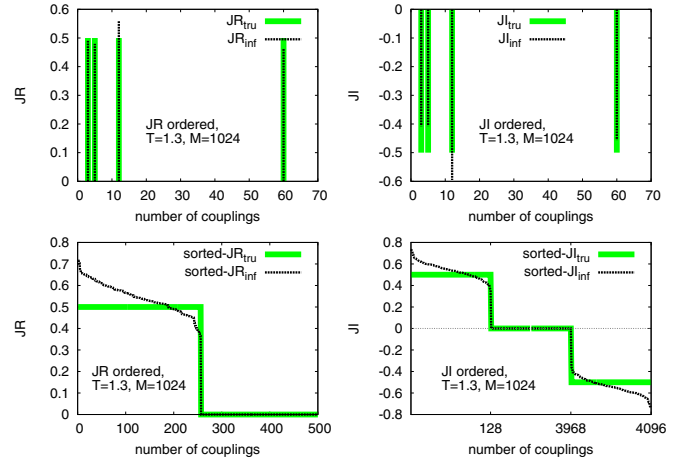 JR_tru
JR_inf
JR ordered,
T=1.3, M=1024
JR
0.6
0.5
0.4
0.3
0.2
0.1
0
0 10 20 30 40 50 60 70
number of couplings
JI_tru
JI_inf
JI ordered,
T=1.3, M=1024
JI
0
-0.1
-0.2
-0.3
-0.4
-0.5
-0.6
0 10 20 30 40 50 60 70
number of couplings
sorted-JR_tru
sorted-JR_inf
JR ordered,
T=1.3, M=1024
JR
0.8
0.7
0.6
0.5
0.4
0.3
0.2
0.1
0
0 100 200 300 400 500
number of couplings
sorted-JI_tru
sorted-JI_inf
JI ordered,
T=1.3, M=1024
JI
0.8
0.6
0.4
0.2
0
-0.2
-0.4
-0.6
-0.8
128 3968 4096
number of couplings